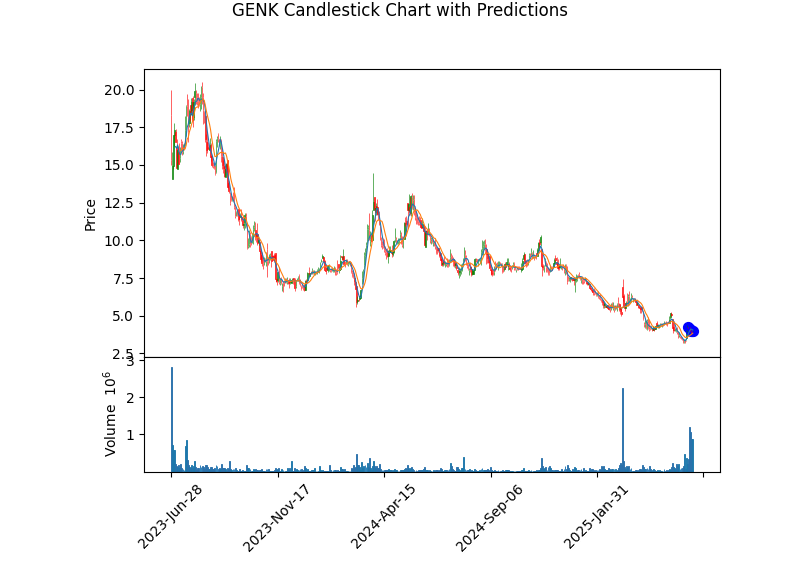 GENK Candlestick Chart with Predictions
20.0
17.5
15.0
12.5
10.0
7.5
5.0
2.5
Price
3
2
1
Volume 10^6
2023-Jun-28
2023-Nov-17
2024-Apr-15
2024-Sep-06
2025-Jan-31